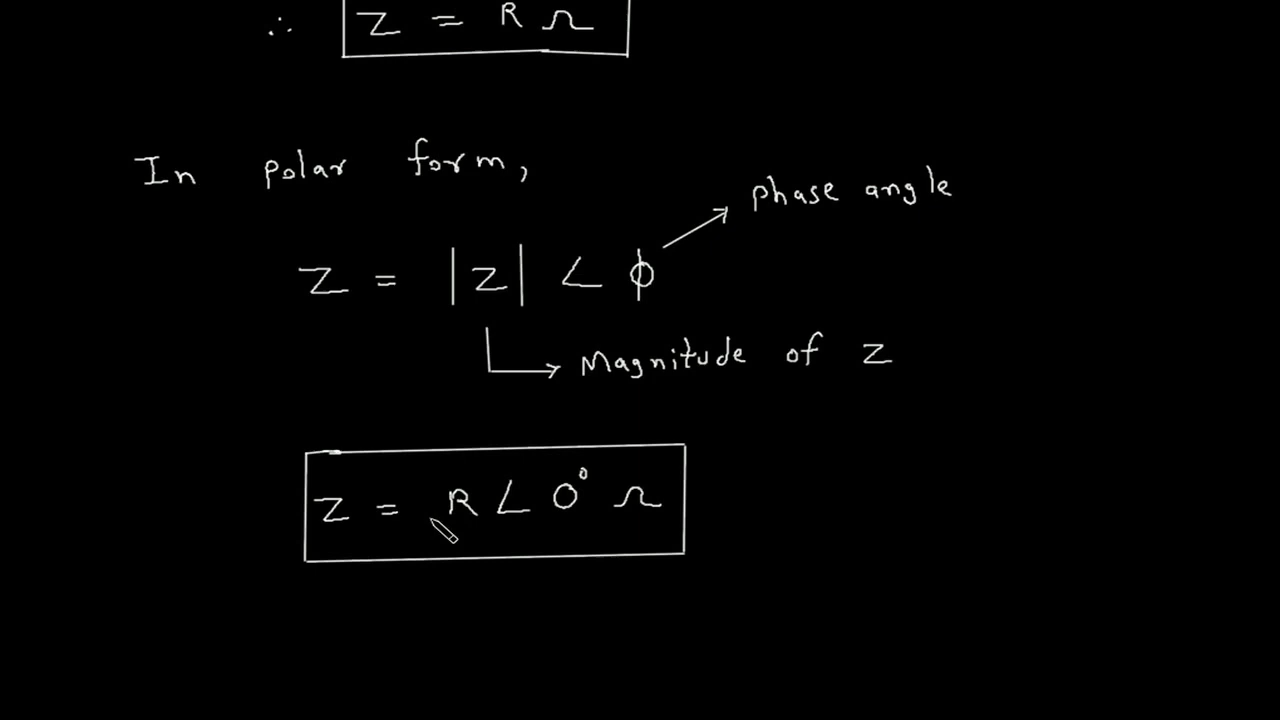 ∴ Z = R Ω
In polar form,
phase angle
Z = |Z| ∠ ϕ
Magnitude of Z
Z = R ∠ 0° Ω